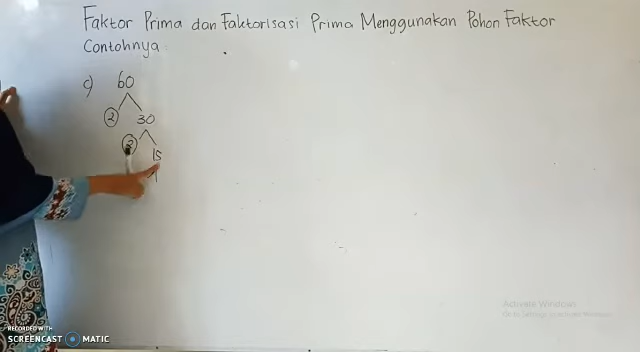 Faktor Prima dan Faktorisasi Prima Menggunakan Pohon Faktor
Contohnya
c) 60
2 30
2 15
Activate Windows
Go to Settings to activate Windows.
RECORDED WITH
SCREENCAST MATIC